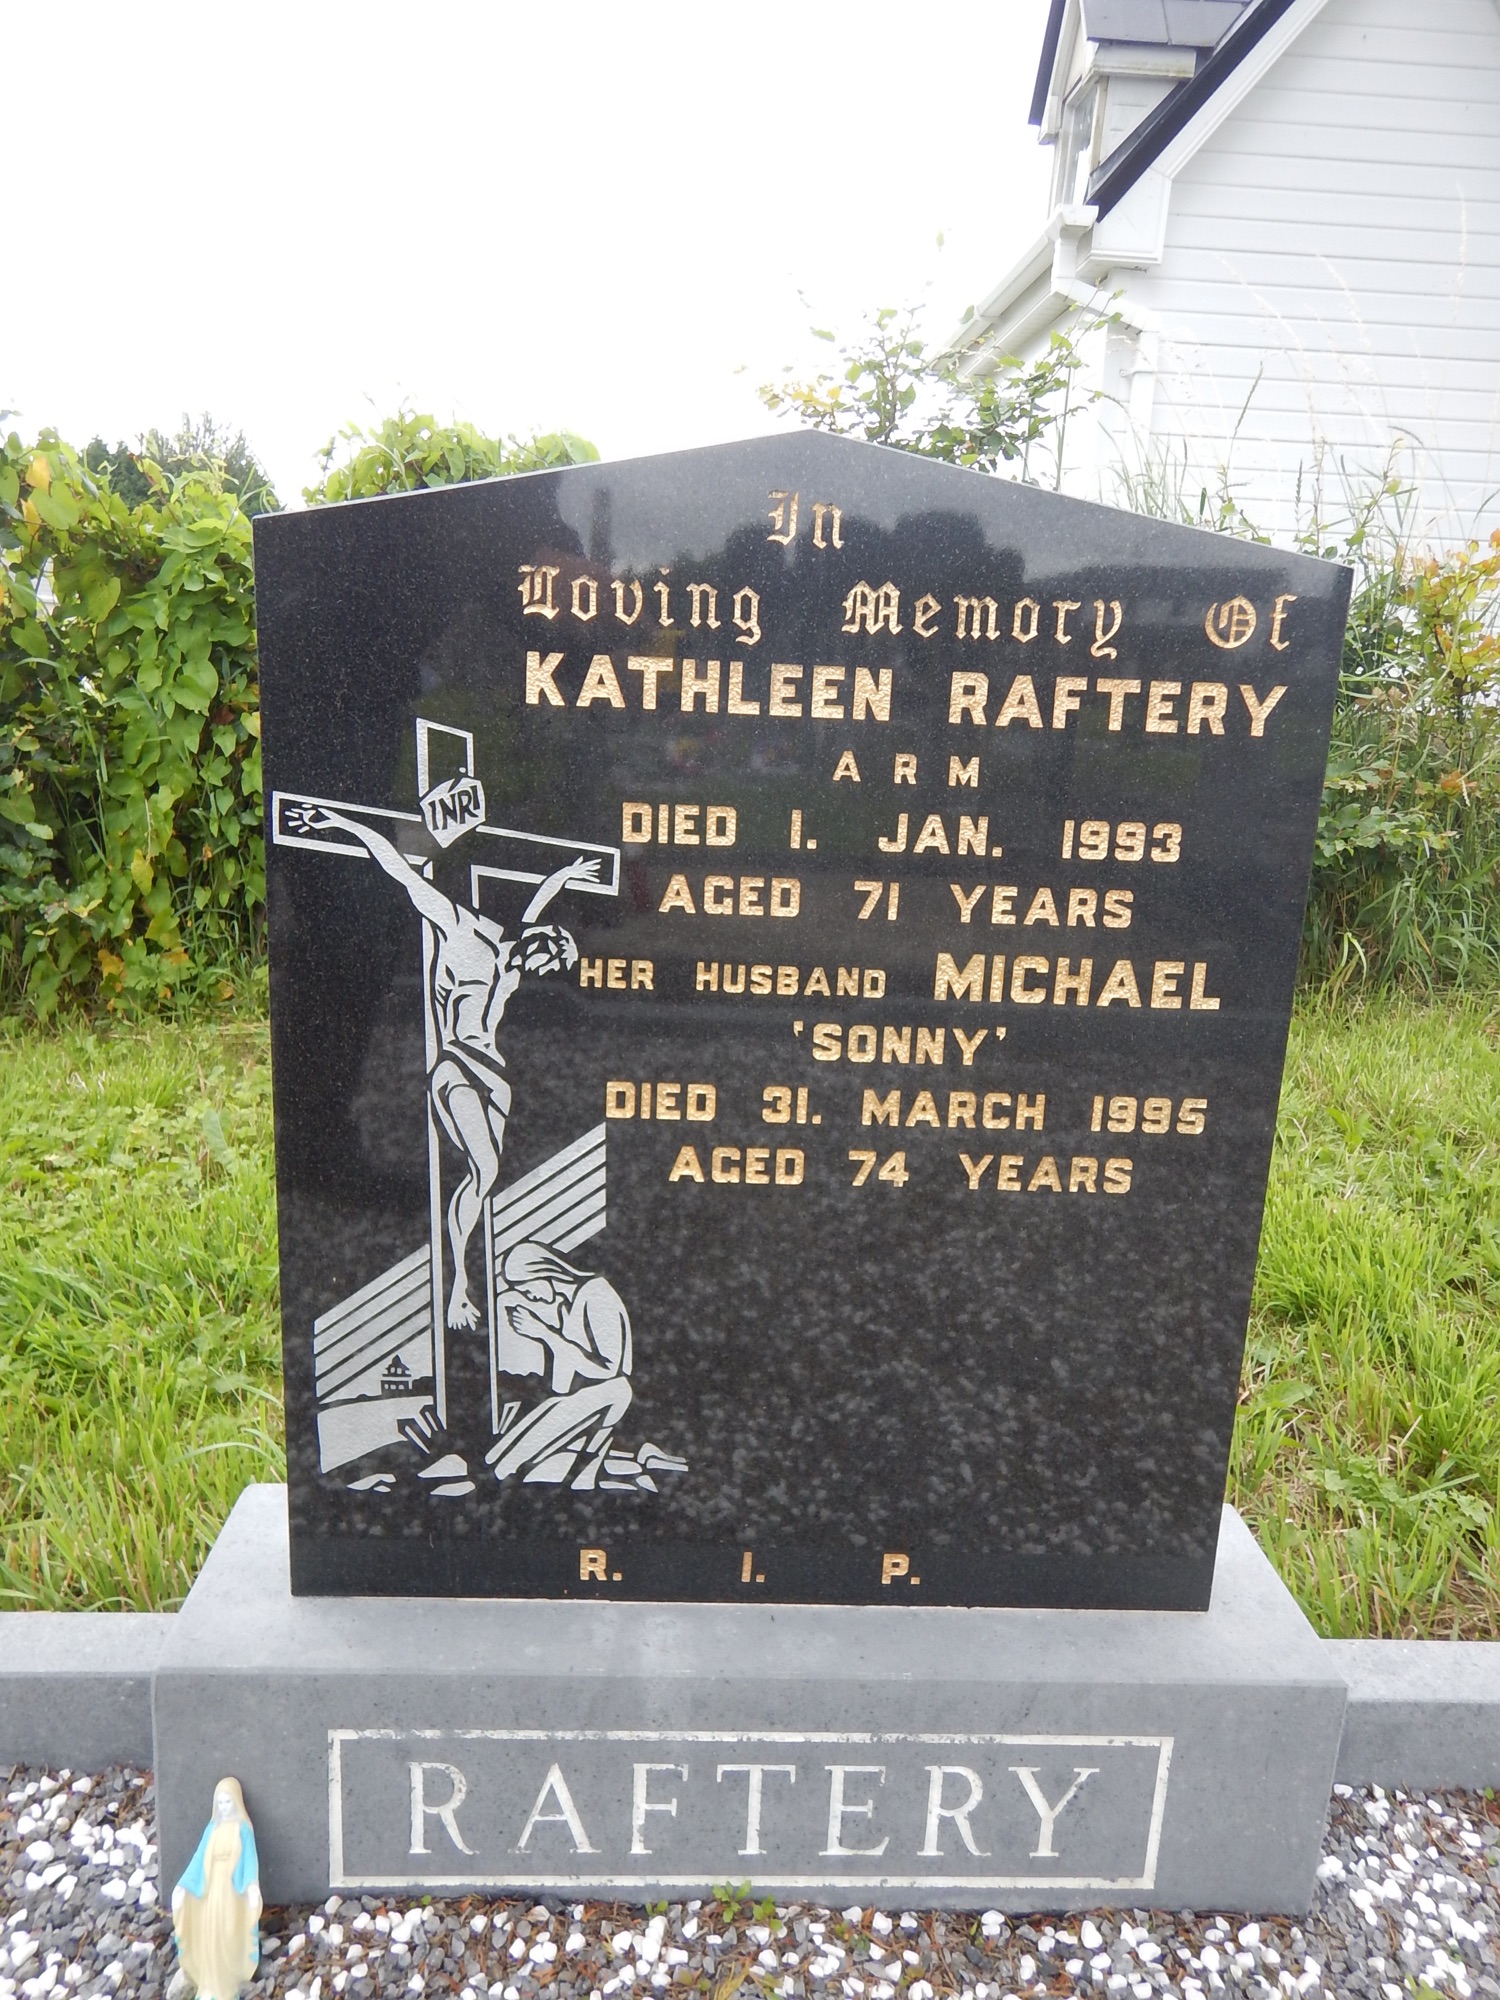 In
Loving Memory Of
KATHLEEN RAFTERY
ARM
DIED 1. JAN. 1993
AGED 71 YEARS
HER HUSBAND MICHAEL
'SONNY'
DIED 31. MARCH 1995
AGED 74 YEARS
INRI
R. I. P.
RAFTERY